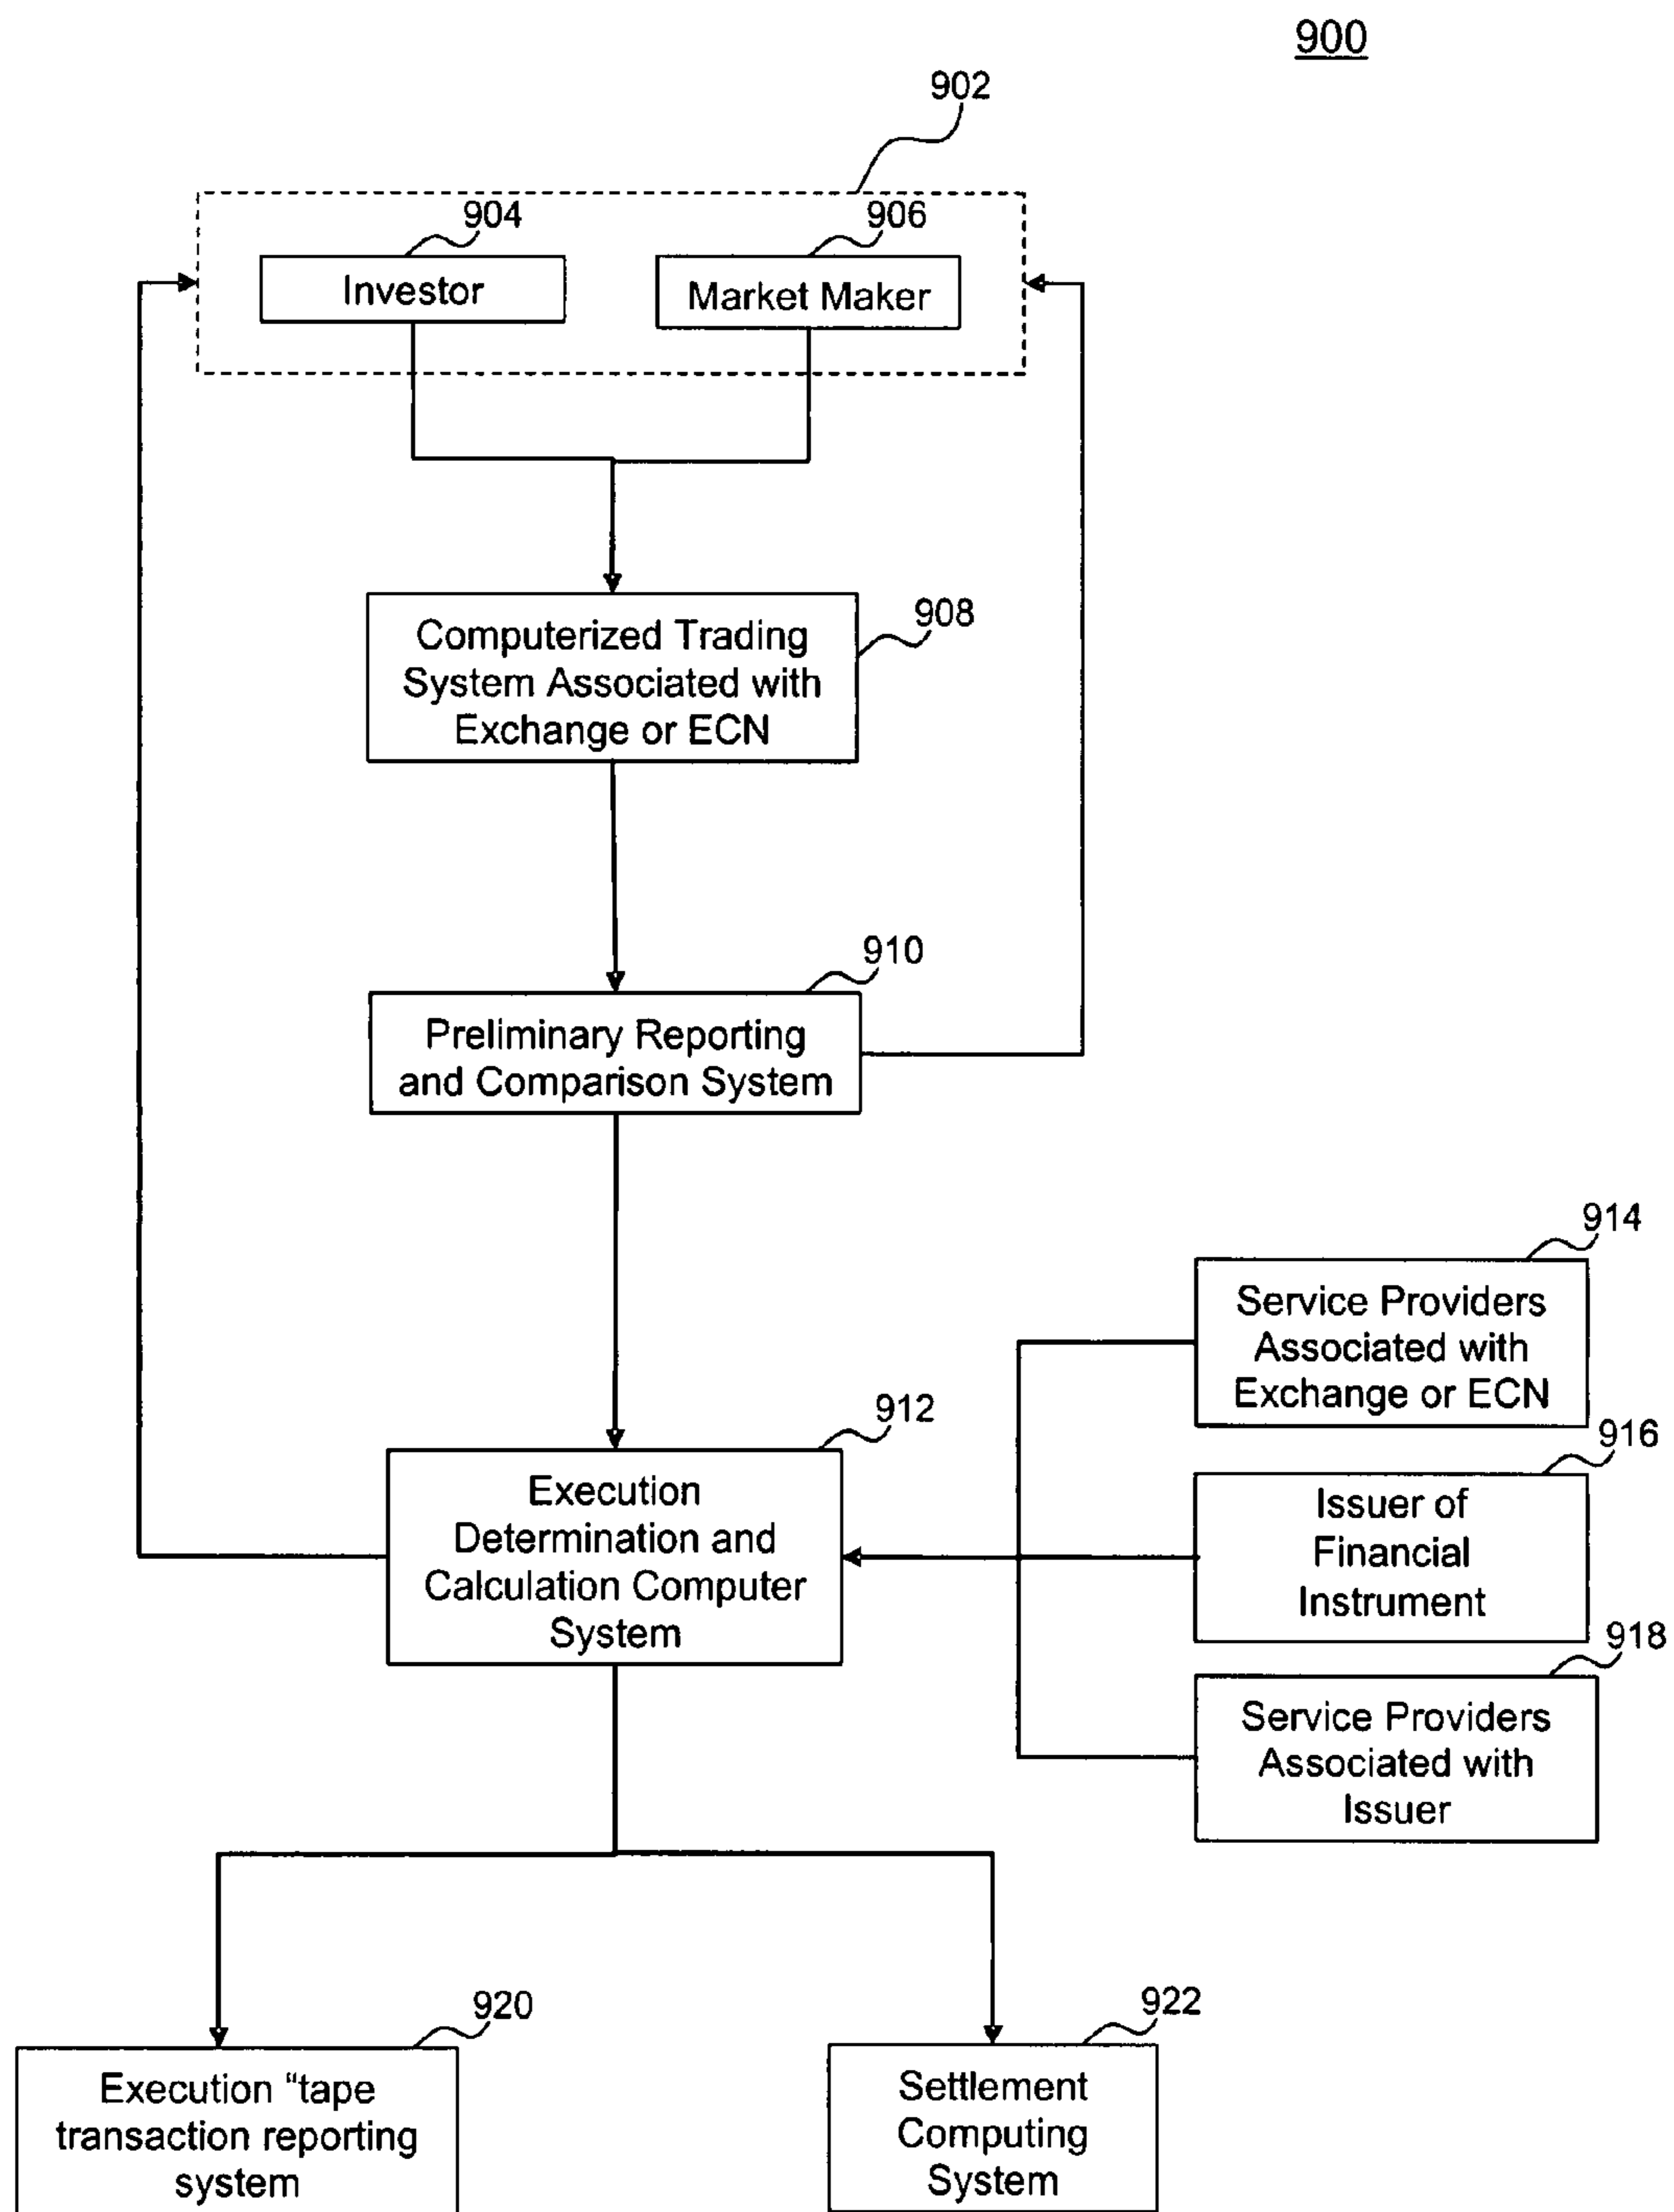 900
902
904
906
Investor
Market Maker
908
Computerized Trading
System Associated with
Exchange or ECN
910
Preliminary Reporting
and Comparison System
914
Service Providers
Associated with
Exchange or ECN
912
Execution
Determination and
Calculation Computer
System
916
Issuer of
Financial
Instrument
918
Service Providers
Associated with
Issuer
920
Execution “tape
transaction reporting
system
922
Settlement
Computing
System